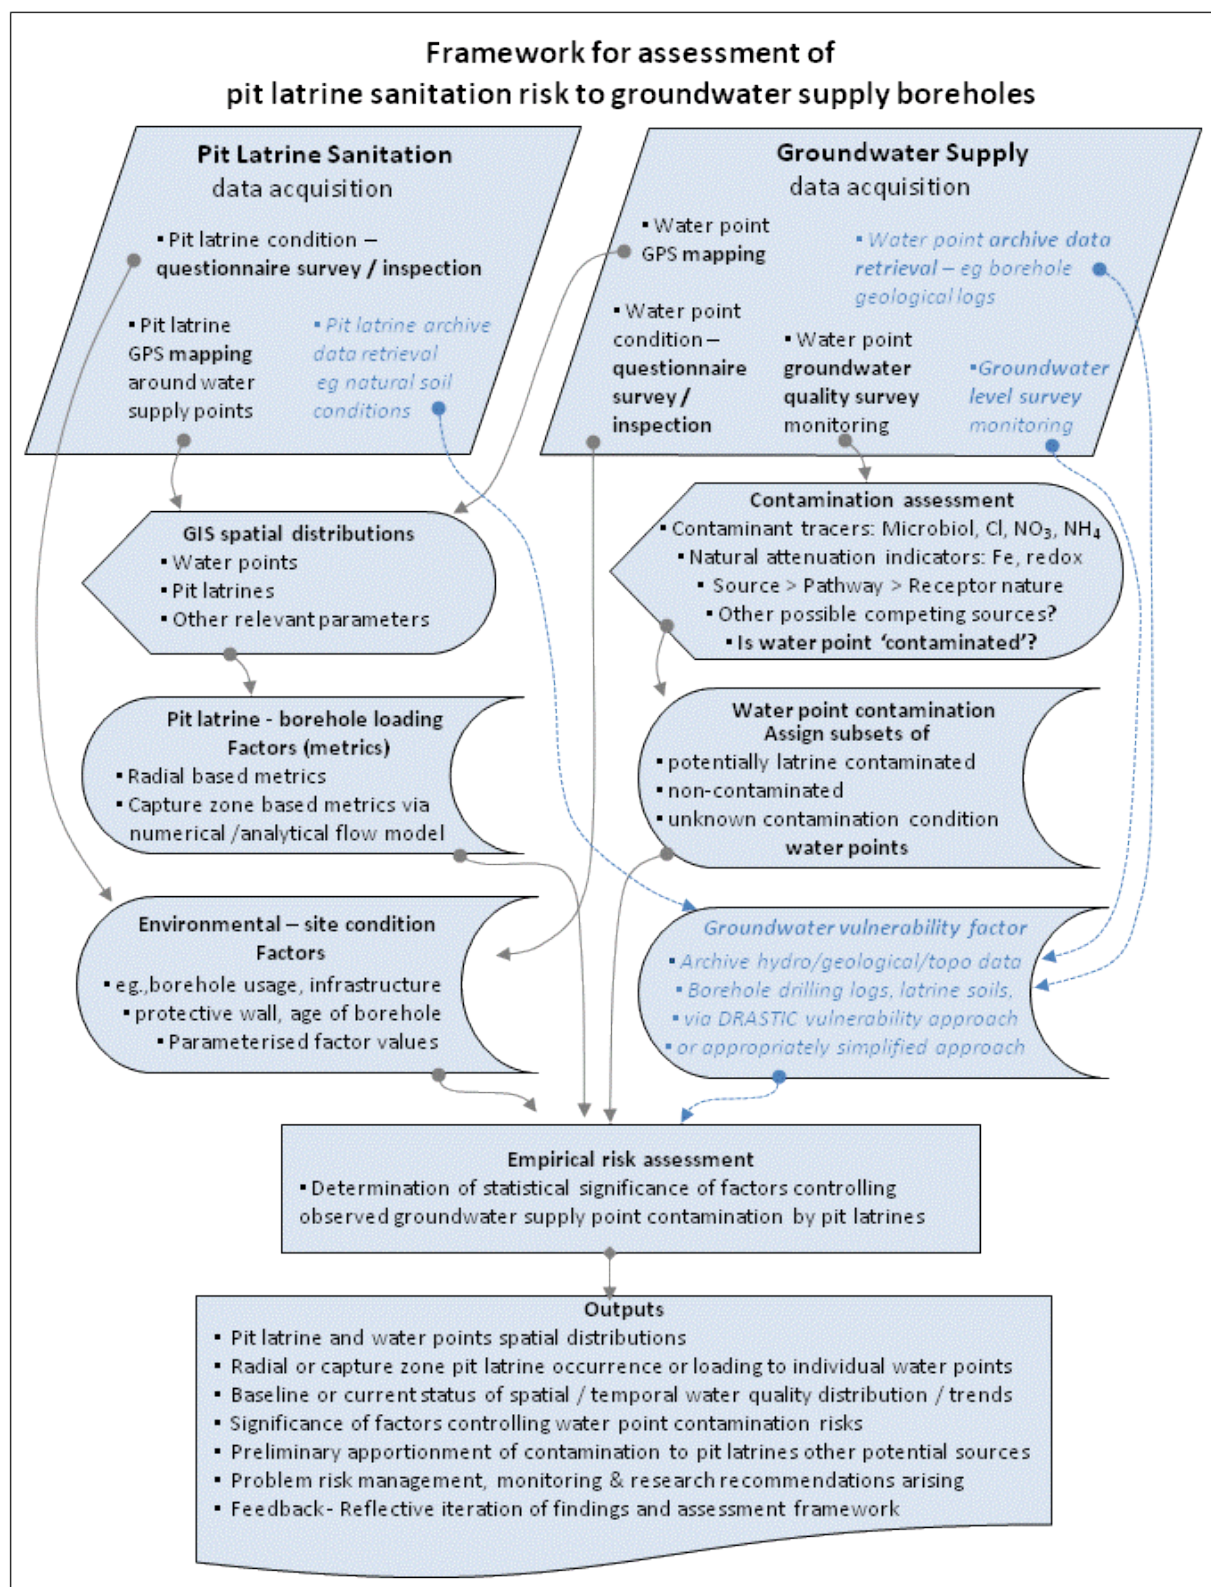 Framework for assessment of
pit latrine sanitation risk to groundwater supply boreholes
Pit Latrine Sanitation
data acquisition
▪ Pit latrine condition –
questionnaire survey / inspection
▪ Pit latrine
GPS mapping
around water
supply points
▪ Pit latrine archive
data retrieval
eg natural soil
conditions
Groundwater Supply
data acquisition
▪ Water point
GPS mapping
▪ Water point archive data
retrieval – eg borehole
geological logs
▪ Water point
condition –
questionnaire
survey /
inspection
▪ Water point
groundwater
quality survey
monitoring
▪Groundwater
level survey
monitoring
GIS spatial distributions
▪ Water points
▪ Pit latrines
▪ Other relevant parameters
Contamination assessment
▪ Contaminant tracers: Microbiol, Cl, NO₃, NH₄
▪ Natural attenuation indicators: Fe, redox
▪ Source > Pathway > Receptor nature
▪ Other possible competing sources?
▪ Is water point ‘contaminated’?
Pit latrine - borehole loading
Factors (metrics)
▪ Radial based metrics
▪ Capture zone based metrics via
numerical /analytical flow model
Water point contamination
Assign subsets of
▪ potentially latrine contaminated
▪ non-contaminated
▪ unknown contamination condition
water points
Environmental – site condition
Factors
▪ eg.,borehole usage, infrastructure
▪ protective wall, age of borehole
▪ Parameterised factor values
Groundwater vulnerability factor
▪ Archive hydro/geological/topo data
▪ Borehole drilling logs, latrine soils,
▪ via DRASTIC vulnerability approach
▪ or appropriately simplified approach
Empirical risk assessment
▪ Determination of statistical significance of factors controlling
observed groundwater supply point contamination by pit latrines
Outputs
▪ Pit latrine and water points spatial distributions
▪ Radial or capture zone pit latrine occurrence or loading to individual water points
▪ Baseline or current status of spatial / temporal water quality distribution / trends
▪ Significance of factors controlling water point contamination risks
▪ Preliminary apportionment of contamination to pit latrines other potential sources
▪ Problem risk management, monitoring & research recommendations arising
▪ Feedback- Reflective iteration of findings and assessment framework